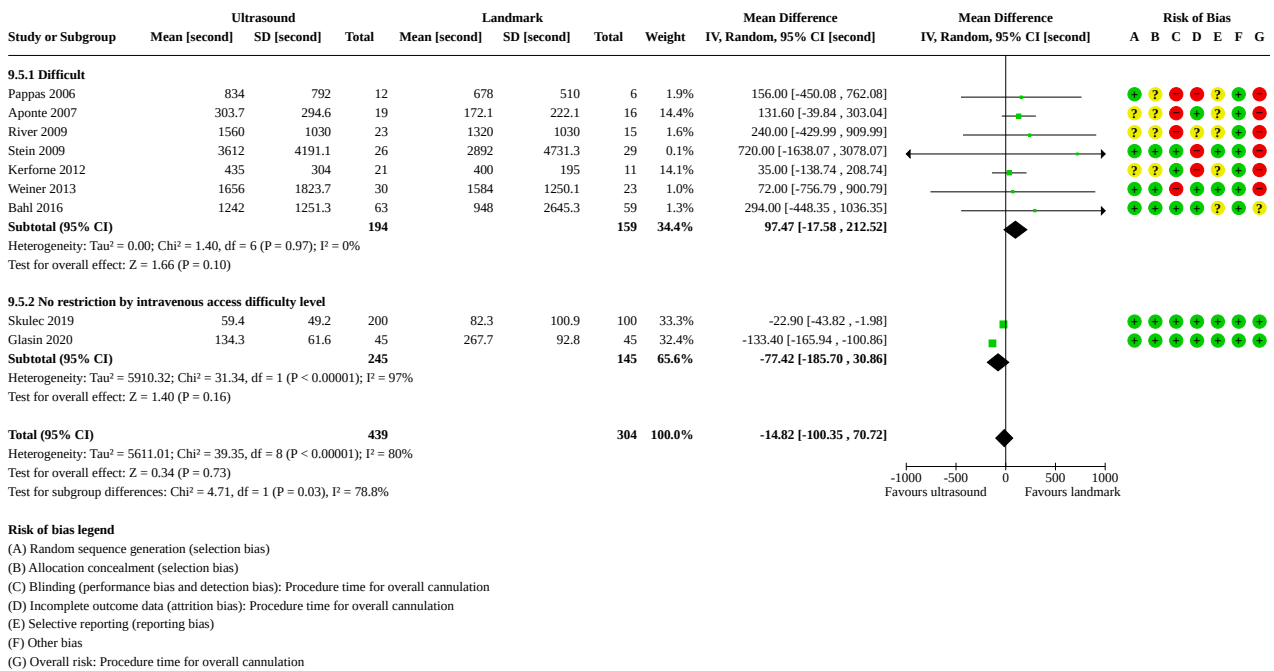 Ultrasound Landmark Mean Difference Mean Difference Risk of Bias
Study or Subgroup Mean [second] SD [second] Total Mean [second] SD [second] Total Weight IV, Random, 95% CI [second] IV, Random, 95% CI [second] A B C D E F G
9.5.1 Difficult
Pappas 2006 834 792 12 678 510 6 1.9% 156.00 [-450.08 , 762.08] + ? − − ? + −
Aponte 2007 303.7 294.6 19 172.1 222.1 16 14.4% 131.60 [-39.84 , 303.04] ? ? − + ? + −
River 2009 1560 1030 23 1320 1030 15 1.6% 240.00 [-429.99 , 909.99] ? ? − ? ? + −
Stein 2009 3612 4191.1 26 2892 4731.3 29 0.1% 720.00 [-1638.07 , 3078.07] + + + − + + −
Kerforne 2012 435 304 21 400 195 11 14.1% 35.00 [-138.74 , 208.74] ? ? + − ? + −
Weiner 2013 1656 1823.7 30 1584 1250.1 23 1.0% 72.00 [-756.79 , 900.79] + + − + + + −
Bahl 2016 1242 1251.3 63 948 2645.3 59 1.3% 294.00 [-448.35 , 1036.35] + + + + ? + ?
Subtotal (95% CI) 194 159 34.4% 97.47 [-17.58 , 212.52]
Heterogeneity: Tau² = 0.00; Chi² = 1.40, df = 6 (P = 0.97); I² = 0%
Test for overall effect: Z = 1.66 (P = 0.10)
9.5.2 No restriction by intravenous access difficulty level
Skulec 2019 59.4 49.2 200 82.3 100.9 100 33.3% -22.90 [-43.82 , -1.98] + + + + + + +
Glasin 2020 134.3 61.6 45 267.7 92.8 45 32.4% -133.40 [-165.94 , -100.86] + + + + + + +
Subtotal (95% CI) 245 145 65.6% -77.42 [-185.70 , 30.86]
Heterogeneity: Tau² = 5910.32; Chi² = 31.34, df = 1 (P < 0.00001); I² = 97%
Test for overall effect: Z = 1.40 (P = 0.16)
Total (95% CI) 439 304 100.0% -14.82 [-100.35 , 70.72]
Heterogeneity: Tau² = 5611.01; Chi² = 39.35, df = 8 (P < 0.00001); I² = 80%
Test for overall effect: Z = 0.34 (P = 0.73)
-1000 -500 0 500 1000
Test for subgroup differences: Chi² = 4.71, df = 1 (P = 0.03), I² = 78.8%
Favours ultrasound Favours landmark
Risk of bias legend
(A) Random sequence generation (selection bias)
(B) Allocation concealment (selection bias)
(C) Blinding (performance bias and detection bias): Procedure time for overall cannulation
(D) Incomplete outcome data (attrition bias): Procedure time for overall cannulation
(E) Selective reporting (reporting bias)
(F) Other bias
(G) Overall risk: Procedure time for overall cannulation